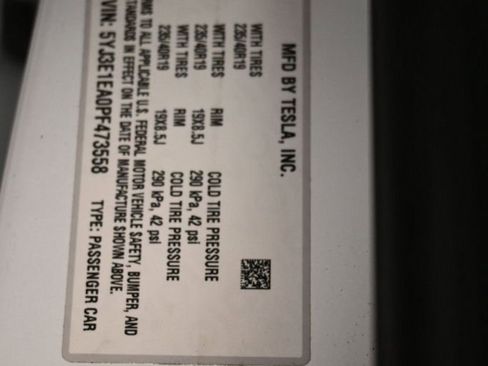 MFD BY TESLA, INC.
WITH TIRES
235/40R19
WITH TIRES RIM COLD TIRE PRESSURE
235/40R19 19X8.5J 290 kPa, 42 psi
WITH TIRES RIM COLD TIRE PRESSURE
235/40R19 19X8.5J 290 kPa, 42 psi
TO ALL APPLICABLE U.S. FEDERAL MOTOR VEHICLE SAFETY, BUMPER, AND
IN EFFECT ON THE DATE OF MANUFACTURE SHOWN ABOVE.
VIN: 5YJ3E1EA0PF473558 TYPE: PASSENGER CAR